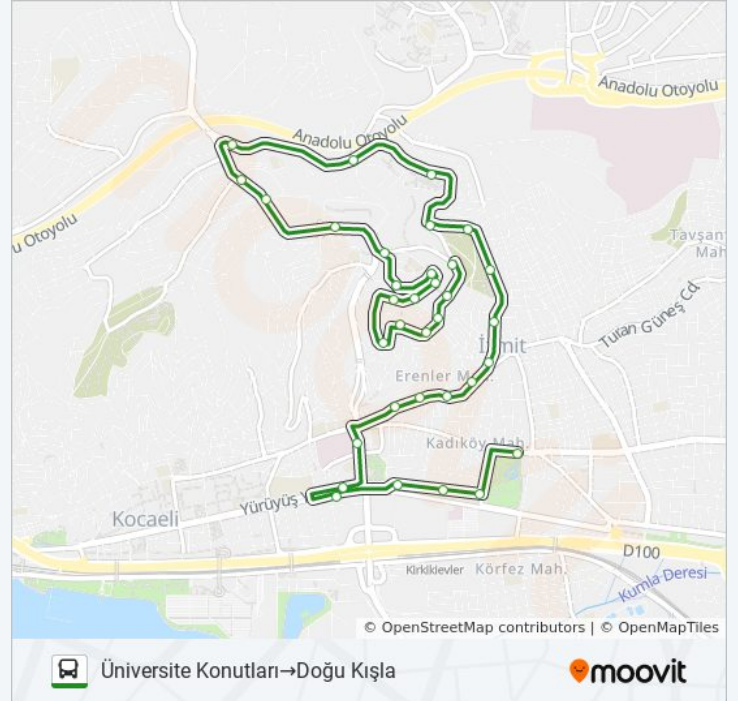 Anadolu Otoyolu
Anadolu Otoyolu
u Otoyolu
Tavşan
Mah
Turan Güneş Cd.
İzmit
Erenler M
Kadıköy Mah.
Yürüyüş Y
Kocaeli
D100
Kirkikievler
Körfez Mah.
Kumla Deresi
© OpenStreetMap contributors | © OpenMapTiles
Üniversite Konutları→Doğu Kışla
moovit